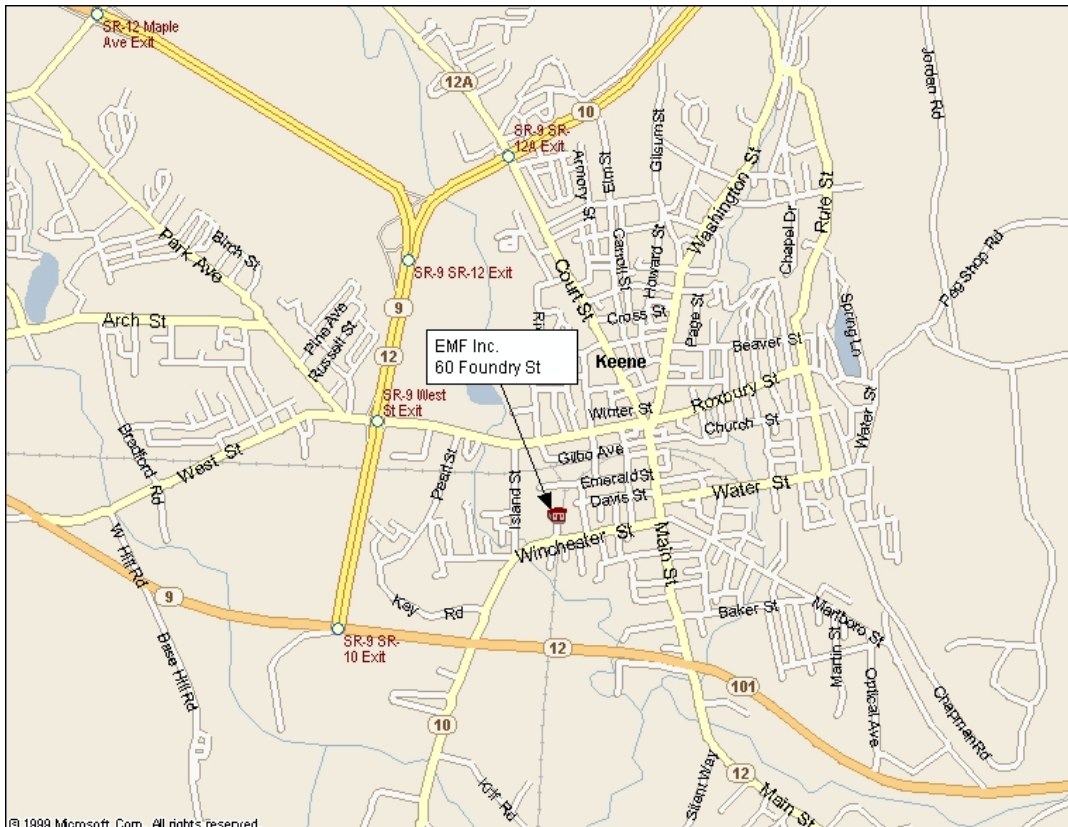 SR-12 Maple
Ave Exit
12A
10
SR-9 SR-
12A Exit
Jordan Rd
Armory St
Elm St
Gilsum St
Washington St
Rule St
Chapel Dr
Birch St
Park Ave
Carroll St
Howard St
Peg Shop Rd
SR-9 SR-12 Exit
Court St
9
Arch St
Pine Ave
Russell St
Cross St
Page St
Spring Ln
12
EMF Inc.
60 Foundry St
Keene
Beaver St
SR-9 West
St Exit
Winter St
Roxbury St
Church St
Water St
Bradford Rd
West St
Pearl St
Gilbo Ave
Emerald St
Island St
Davis St
Water St
Winchester St
Main St
W Hill Rd
9
Key Rd
Baker St
Marlboro St
SR-9 SR-
10 Exit
12
Martin St
Base Hill Rd
101
Optical Ave
Chapman Rd
10
Krif Rd
Silent Way
12
Main St
© 1999 Microsoft Corp. All rights reserved